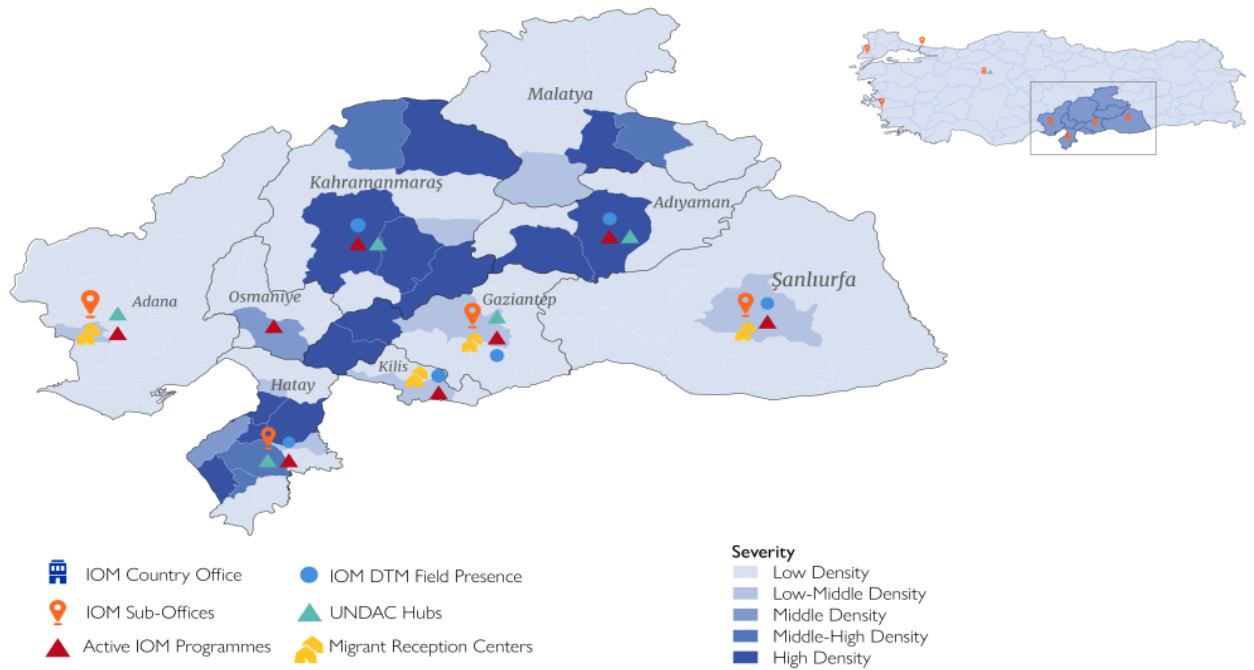 Malatya
Kahramanmaraş
Adıyaman
Şanlıurfa
Adana
Osmaniye
Gaziantep
Kilis
Hatay
IOM Country Office
IOM Sub-Offices
Active IOM Programmes
IOM DTM Field Presence
UNDAC Hubs
Migrant Reception Centers
Severity
Low Density
Low-Middle Density
Middle Density
Middle-High Density
High Density